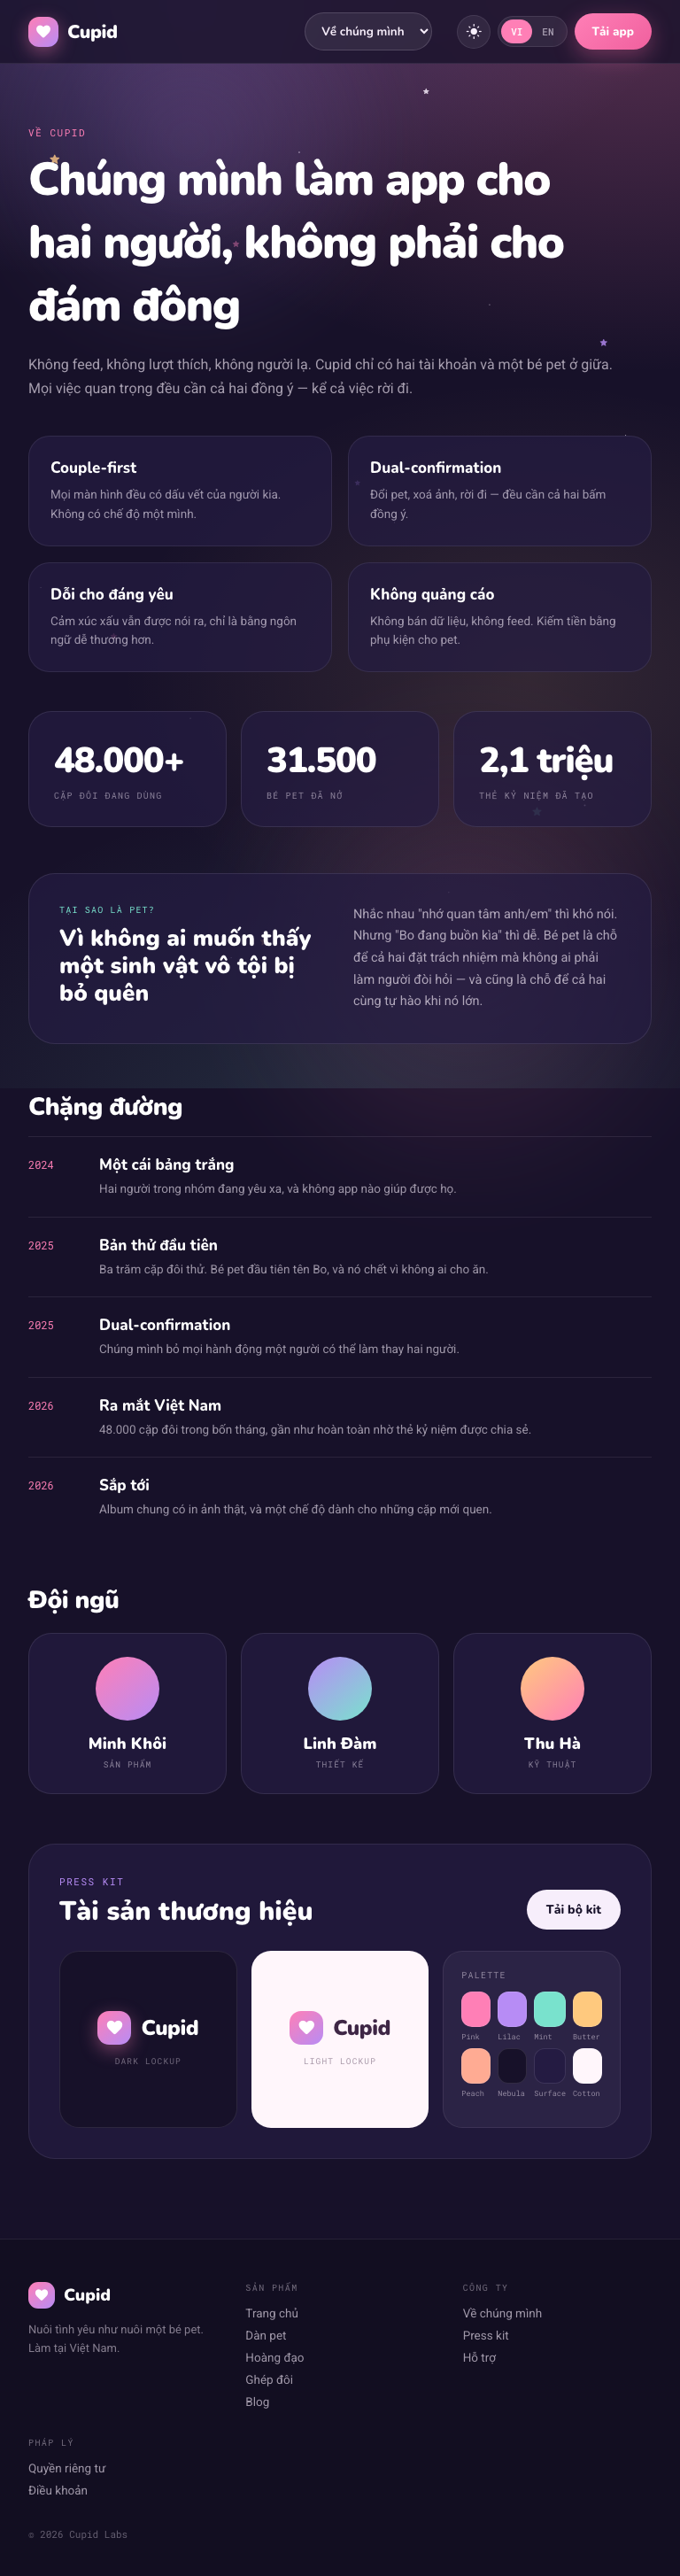 Cupid
Về chúng mình
VI
EN
Tải app
VỀ CUPID
Chúng mình làm app cho
hai người, không phải cho
đám đông
Không feed, không lượt thích, không người lạ. Cupid chỉ có hai tài khoản và một bé pet ở giữa.
Mọi việc quan trọng đều cần cả hai đồng ý — kể cả việc rời đi.
Couple-first
Mọi màn hình đều có dấu vết của người kia.
Không có chế độ một mình.
Dual-confirmation
Đổi pet, xoá ảnh, rời đi — đều cần cả hai bấm
đồng ý.
Dỗi cho đáng yêu
Cảm xúc xấu vẫn được nói ra, chỉ là bằng ngôn
ngữ dễ thương hơn.
Không quảng cáo
Không bán dữ liệu, không feed. Kiếm tiền bằng
phụ kiện cho pet.
48.000+
CẶP ĐÔI ĐANG DÙNG
31.500
BÉ PET ĐÃ NỞ
2,1 triệu
THẺ KỶ NIỆM ĐÃ TẠO
TẠI SAO LÀ PET?
Vì không ai muốn thấy
một sinh vật vô tội bị
bỏ quên
Nhắc nhau "nhớ quan tâm anh/em" thì khó nói.
Nhưng "Bo đang buồn kìa" thì dễ. Bé pet là chỗ
để cả hai đặt trách nhiệm mà không ai phải
làm người đòi hỏi — và cũng là chỗ để cả hai
cùng tự hào khi nó lớn.
Chặng đường
2024
Một cái bảng trắng
Hai người trong nhóm đang yêu xa, và không app nào giúp được họ.
2025
Bản thử đầu tiên
Ba trăm cặp đôi thử. Bé pet đầu tiên tên Bo, và nó chết vì không ai cho ăn.
2025
Dual-confirmation
Chúng mình bỏ mọi hành động một người có thể làm thay hai người.
2026
Ra mắt Việt Nam
48.000 cặp đôi trong bốn tháng, gần như hoàn toàn nhờ thẻ kỷ niệm được chia sẻ.
2026
Sắp tới
Album chung có in ảnh thật, và một chế độ dành cho những cặp mới quen.
Đội ngũ
Minh Khôi
SẢN PHẨM
Linh Đàm
THIẾT KẾ
Thu Hà
KỸ THUẬT
PRESS KIT
Tài sản thương hiệu
Tải bộ kit
Cupid
DARK LOCKUP
Cupid
LIGHT LOCKUP
PALETTE
Pink
Lilac
Mint
Butter
Peach
Nebula
Surface
Cotton
Cupid
Nuôi tình yêu như nuôi một bé pet.
Làm tại Việt Nam.
SẢN PHẨM
Trang chủ
Dàn pet
Hoàng đạo
Ghép đôi
Blog
CÔNG TY
Về chúng mình
Press kit
Hỗ trợ
PHÁP LÝ
Quyền riêng tư
Điều khoản
© 2026 Cupid Labs